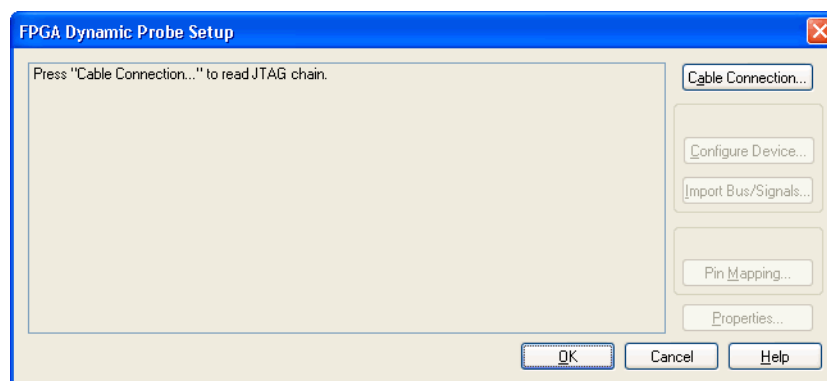 FPGA Dynamic Probe Setup
Press "Cable Connection..." to read JTAG chain.
Cable Connection...
Configure Device...
Import Bus/Signals...
Pin Mapping...
Properties...
OK
Cancel
Help